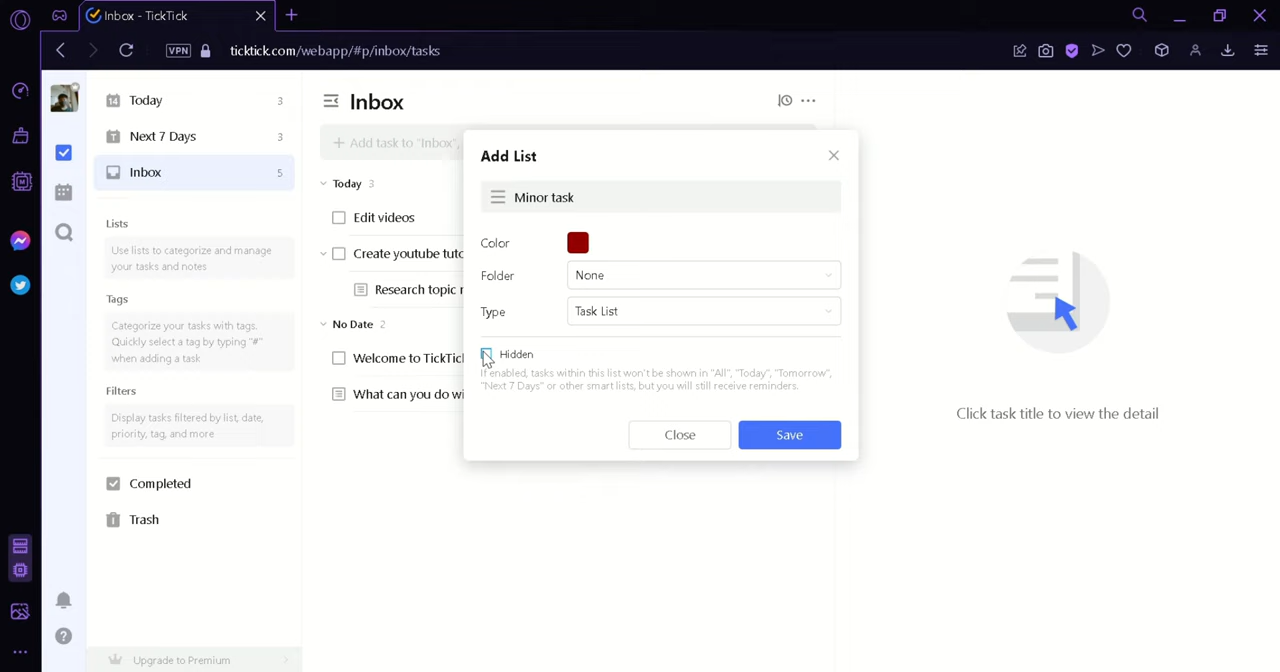 Inbox - TickTick
VPN
ticktick.com/webapp/#p/inbox/tasks
14 Today 3
T Next 7 Days 3
Inbox 5
Lists
Use lists to categorize and manage
your tasks and notes
Tags
Categorize your tasks with tags.
Quickly select a tag by typing "#"
when adding a task
Filters
Display tasks filtered by list, date,
priority, tag, and more
Completed
Trash
Upgrade to Premium
Inbox
+ Add task to "Inbox",
Today 3
Edit videos
Create youtube tuto
Research topic
No Date 2
Welcome to TickTic
What can you do wi
Add List
Minor task
Color
Folder None
Type Task List
Hidden
If enabled, tasks within this list won't be shown in "All", "Today", "Tomorrow",
"Next 7 Days" or other smart lists, but you will still receive reminders.
Close Save
Click task title to view the detail